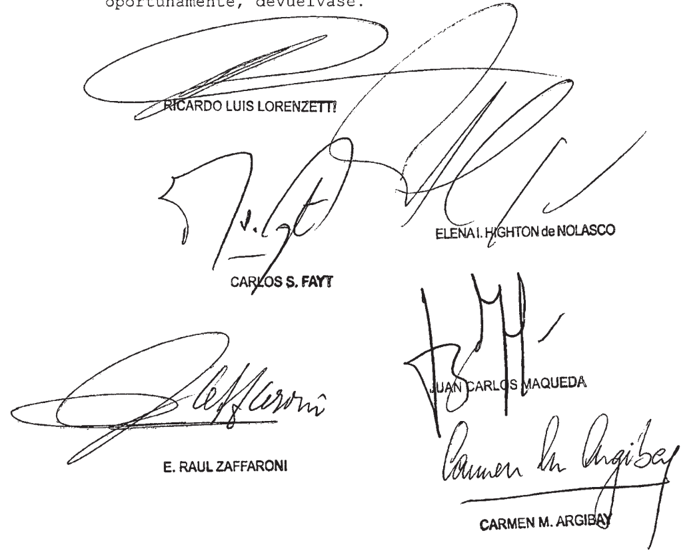 oportunamente, devuélvase.
RICARDO LUIS LORENZETTI
ELENA I. HIGHTON de NOLASCO
CARLOS S. FAYT
JUAN CARLOS MAQUEDA
Zaffaroni
E. RAUL ZAFFARONI
Carmen M Argibay
CARMEN M. ARGIBAY